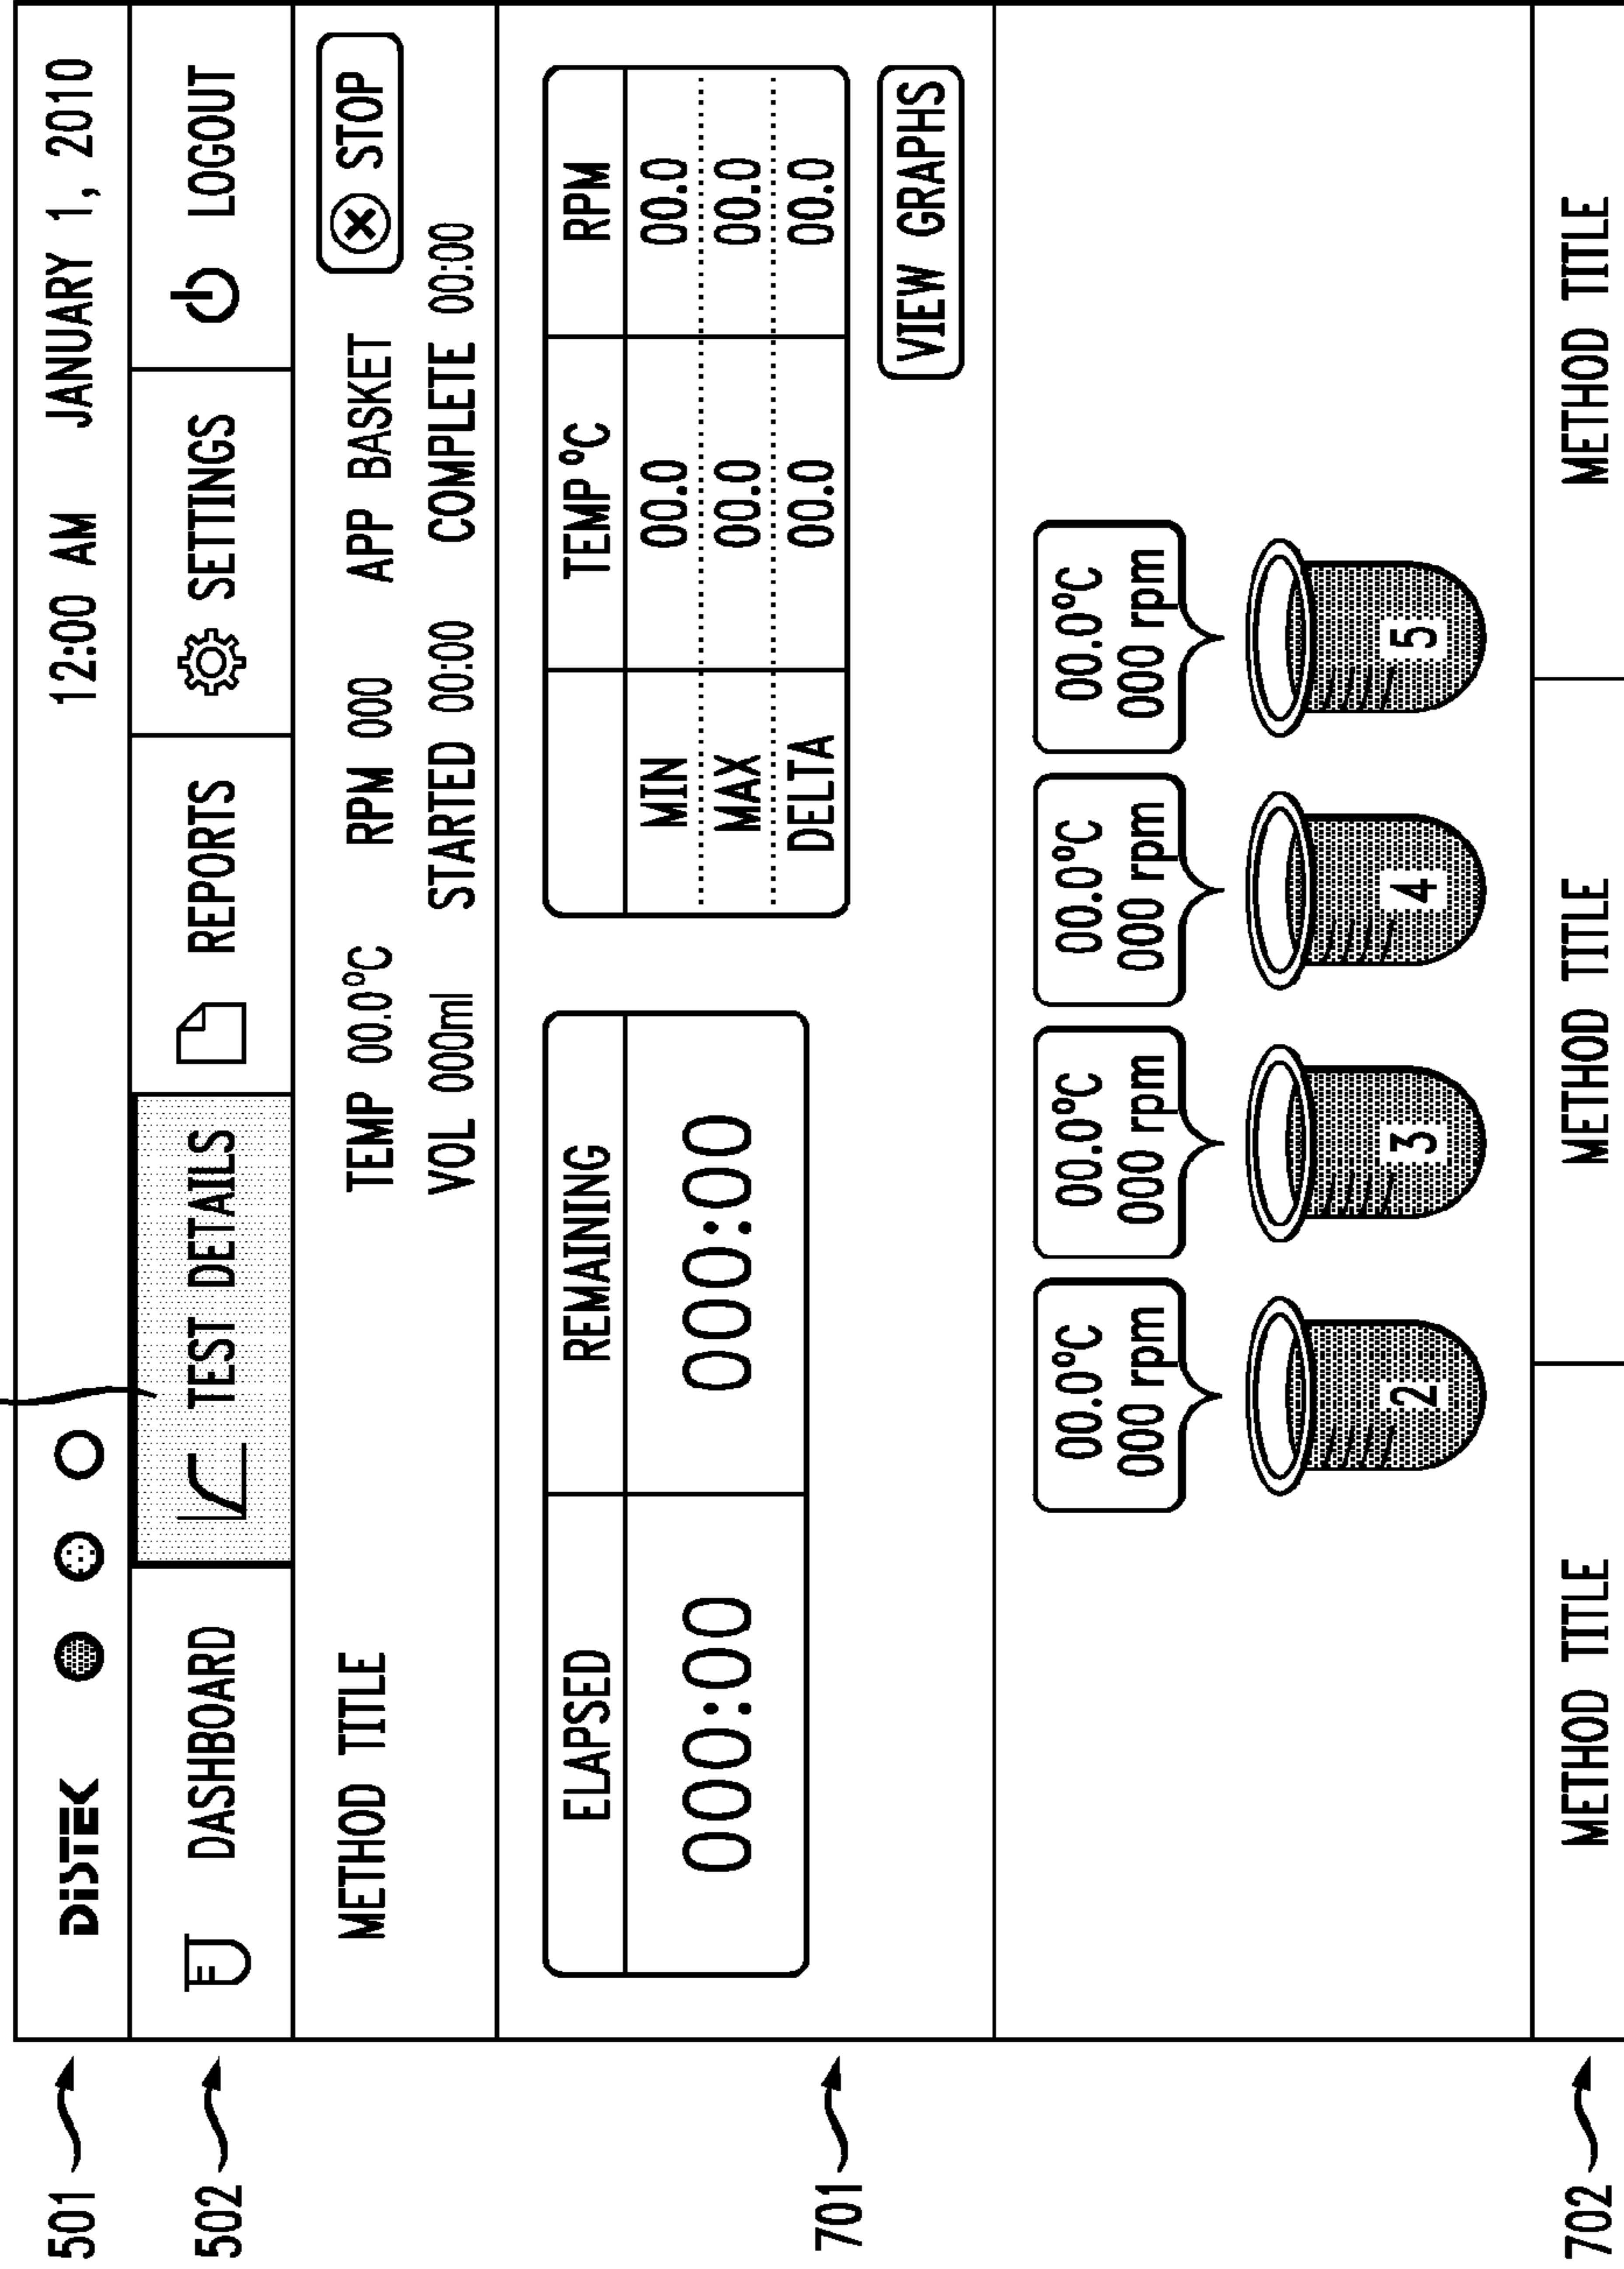 501
DiSTEK 12:00 AM JANUARY 1, 2010
502
DASHBOARD TEST DETAILS REPORTS SETTINGS LOGOUT
METHOD TITLE TEMP 00.0°C RPM 000 APP BASKET STOP
VOL 000ml STARTED 00:00 COMPLETE 00:00
701
ELAPSED REMAINING
000:00 000:00
TEMP °C RPM
MIN 00.0 00.0
MAX 00.0 00.0
DELTA 00.0 00.0
VIEW GRAPHS
00.0°C 00.0°C 00.0°C 00.0°C
000 rpm 000 rpm 000 rpm 000 rpm
2 3 4 5
702
METHOD TITLE METHOD TITLE METHOD TITLE